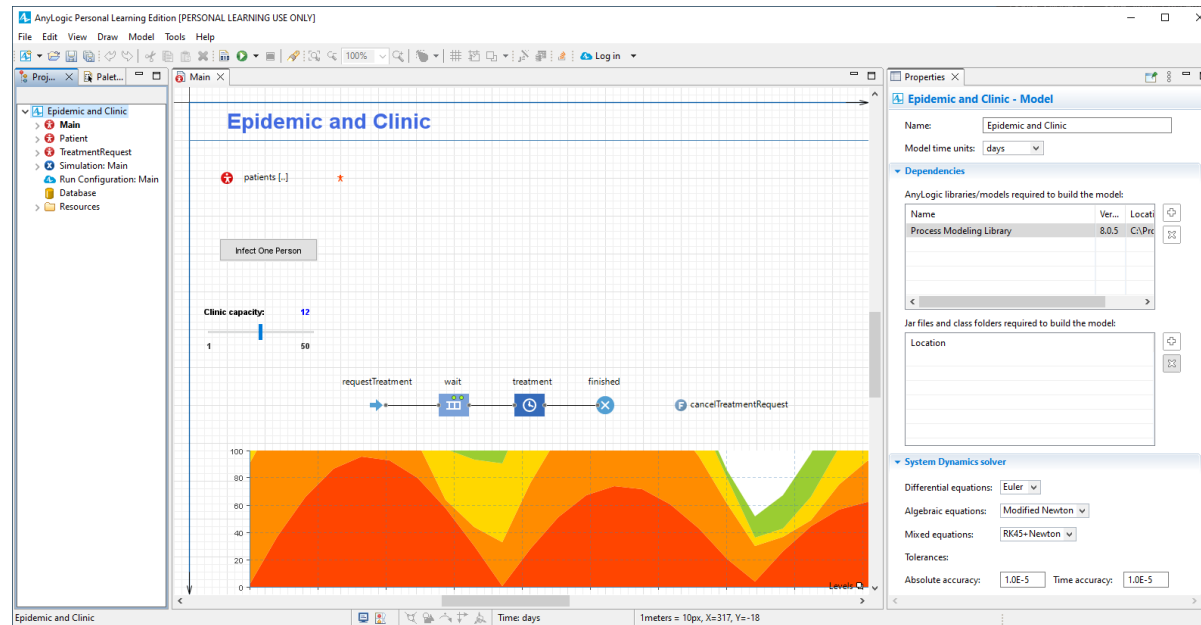 AnyLogic Personal Learning Edition [PERSONAL LEARNING USE ONLY]
File Edit View Draw Model Tools Help
100%
Log in
Proj... Palet...
Epidemic and Clinic
Main
Patient
TreatmentRequest
Simulation: Main
Run Configuration: Main
Database
Resources
Main
Epidemic and Clinic
patients [..]
Infect One Person
Clinic capacity: 12
1 50
requestTreatment wait treatment finished
F cancelTreatmentRequest
100
80
60
40
20
0
Levels
Properties
Epidemic and Clinic - Model
Name: Epidemic and Clinic
Model time units: days
Dependencies
AnyLogic libraries/models required to build the model:
Name Ver... Locati
Process Modeling Library 8.0.5 C:\Prc
Jar files and class folders required to build the model:
Location
System Dynamics solver
Differential equations: Euler
Algebraic equations: Modified Newton
Mixed equations: RK45+Newton
Tolerances:
Absolute accuracy: 1.0E-5 Time accuracy: 1.0E-5
Epidemic and Clinic Time: days 1meters = 10px, X=317, Y=-18